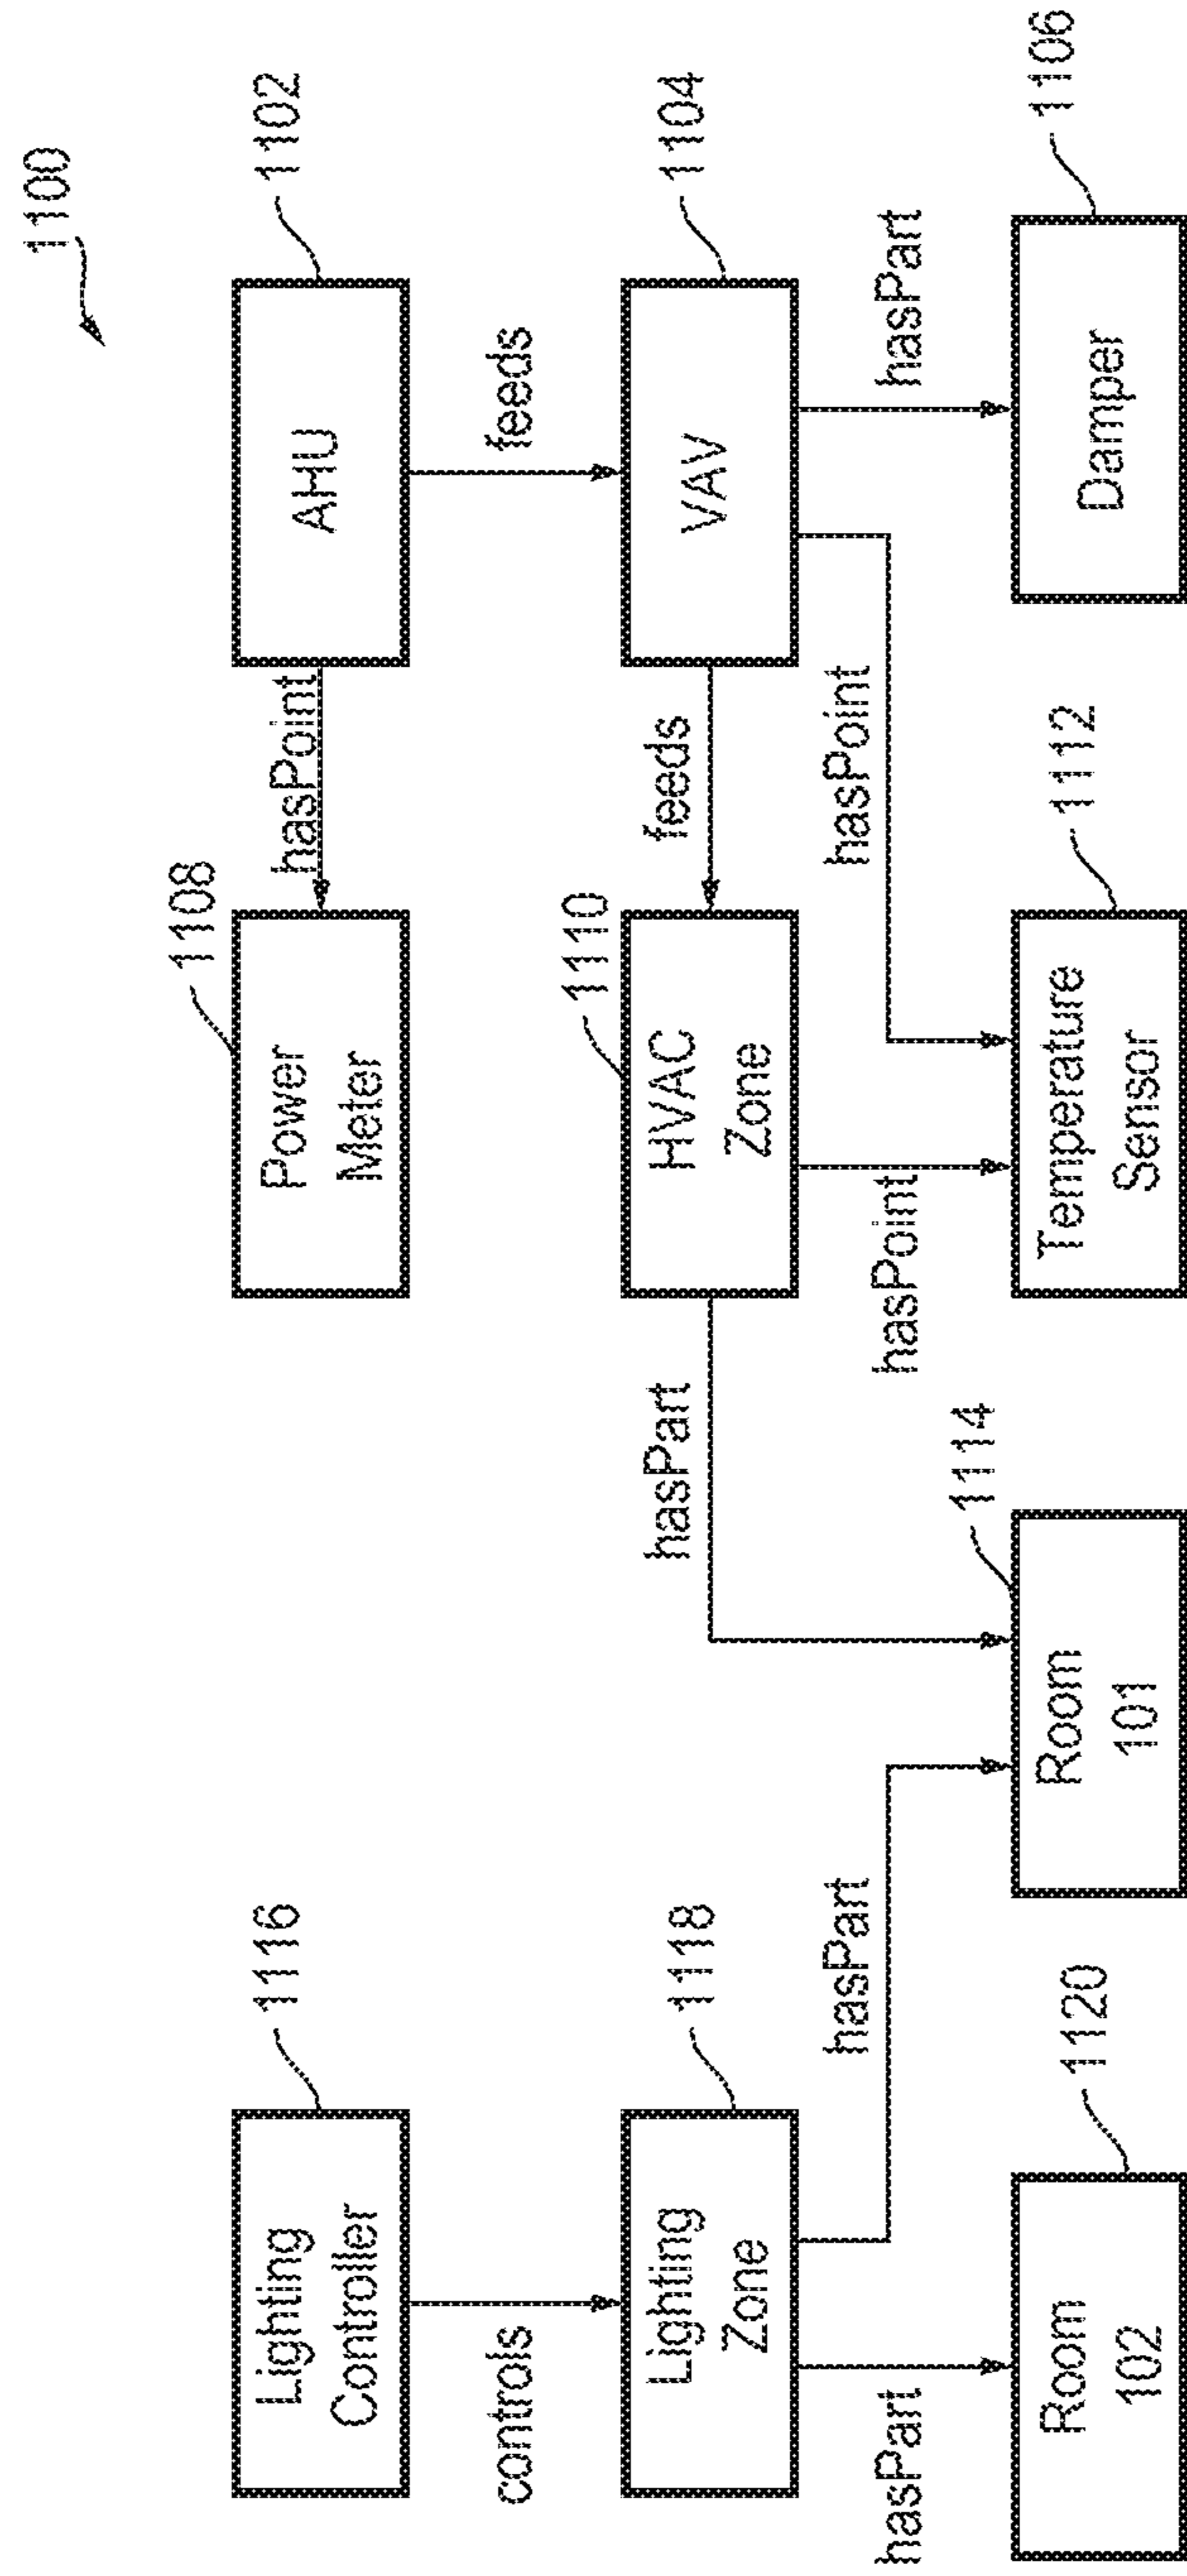 1100
1116
Lighting
Controller
1108
Power
Meter
hasPoint
1102
AHU
controls
feeds
1118
Lighting
Zone
hasPart
1110
HVAC
Zone
feeds
1104
VAV
hasPart
hasPart
hasPoint
hasPoint
hasPart
1120
Room
102
1114
Room
101
1112
Temperature
Sensor
1106
Damper